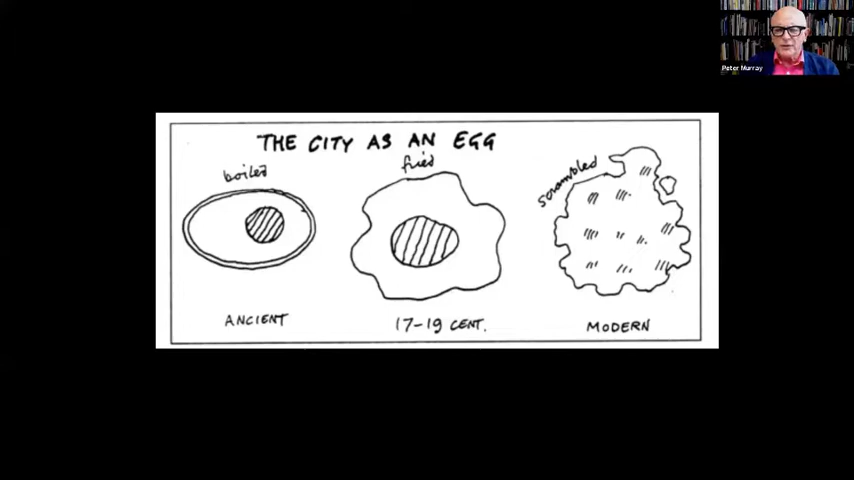 Peter Murray
THE CITY AS AN EGG
boiled
fried
scrambled
ANCIENT
17-19 CENT.
MODERN